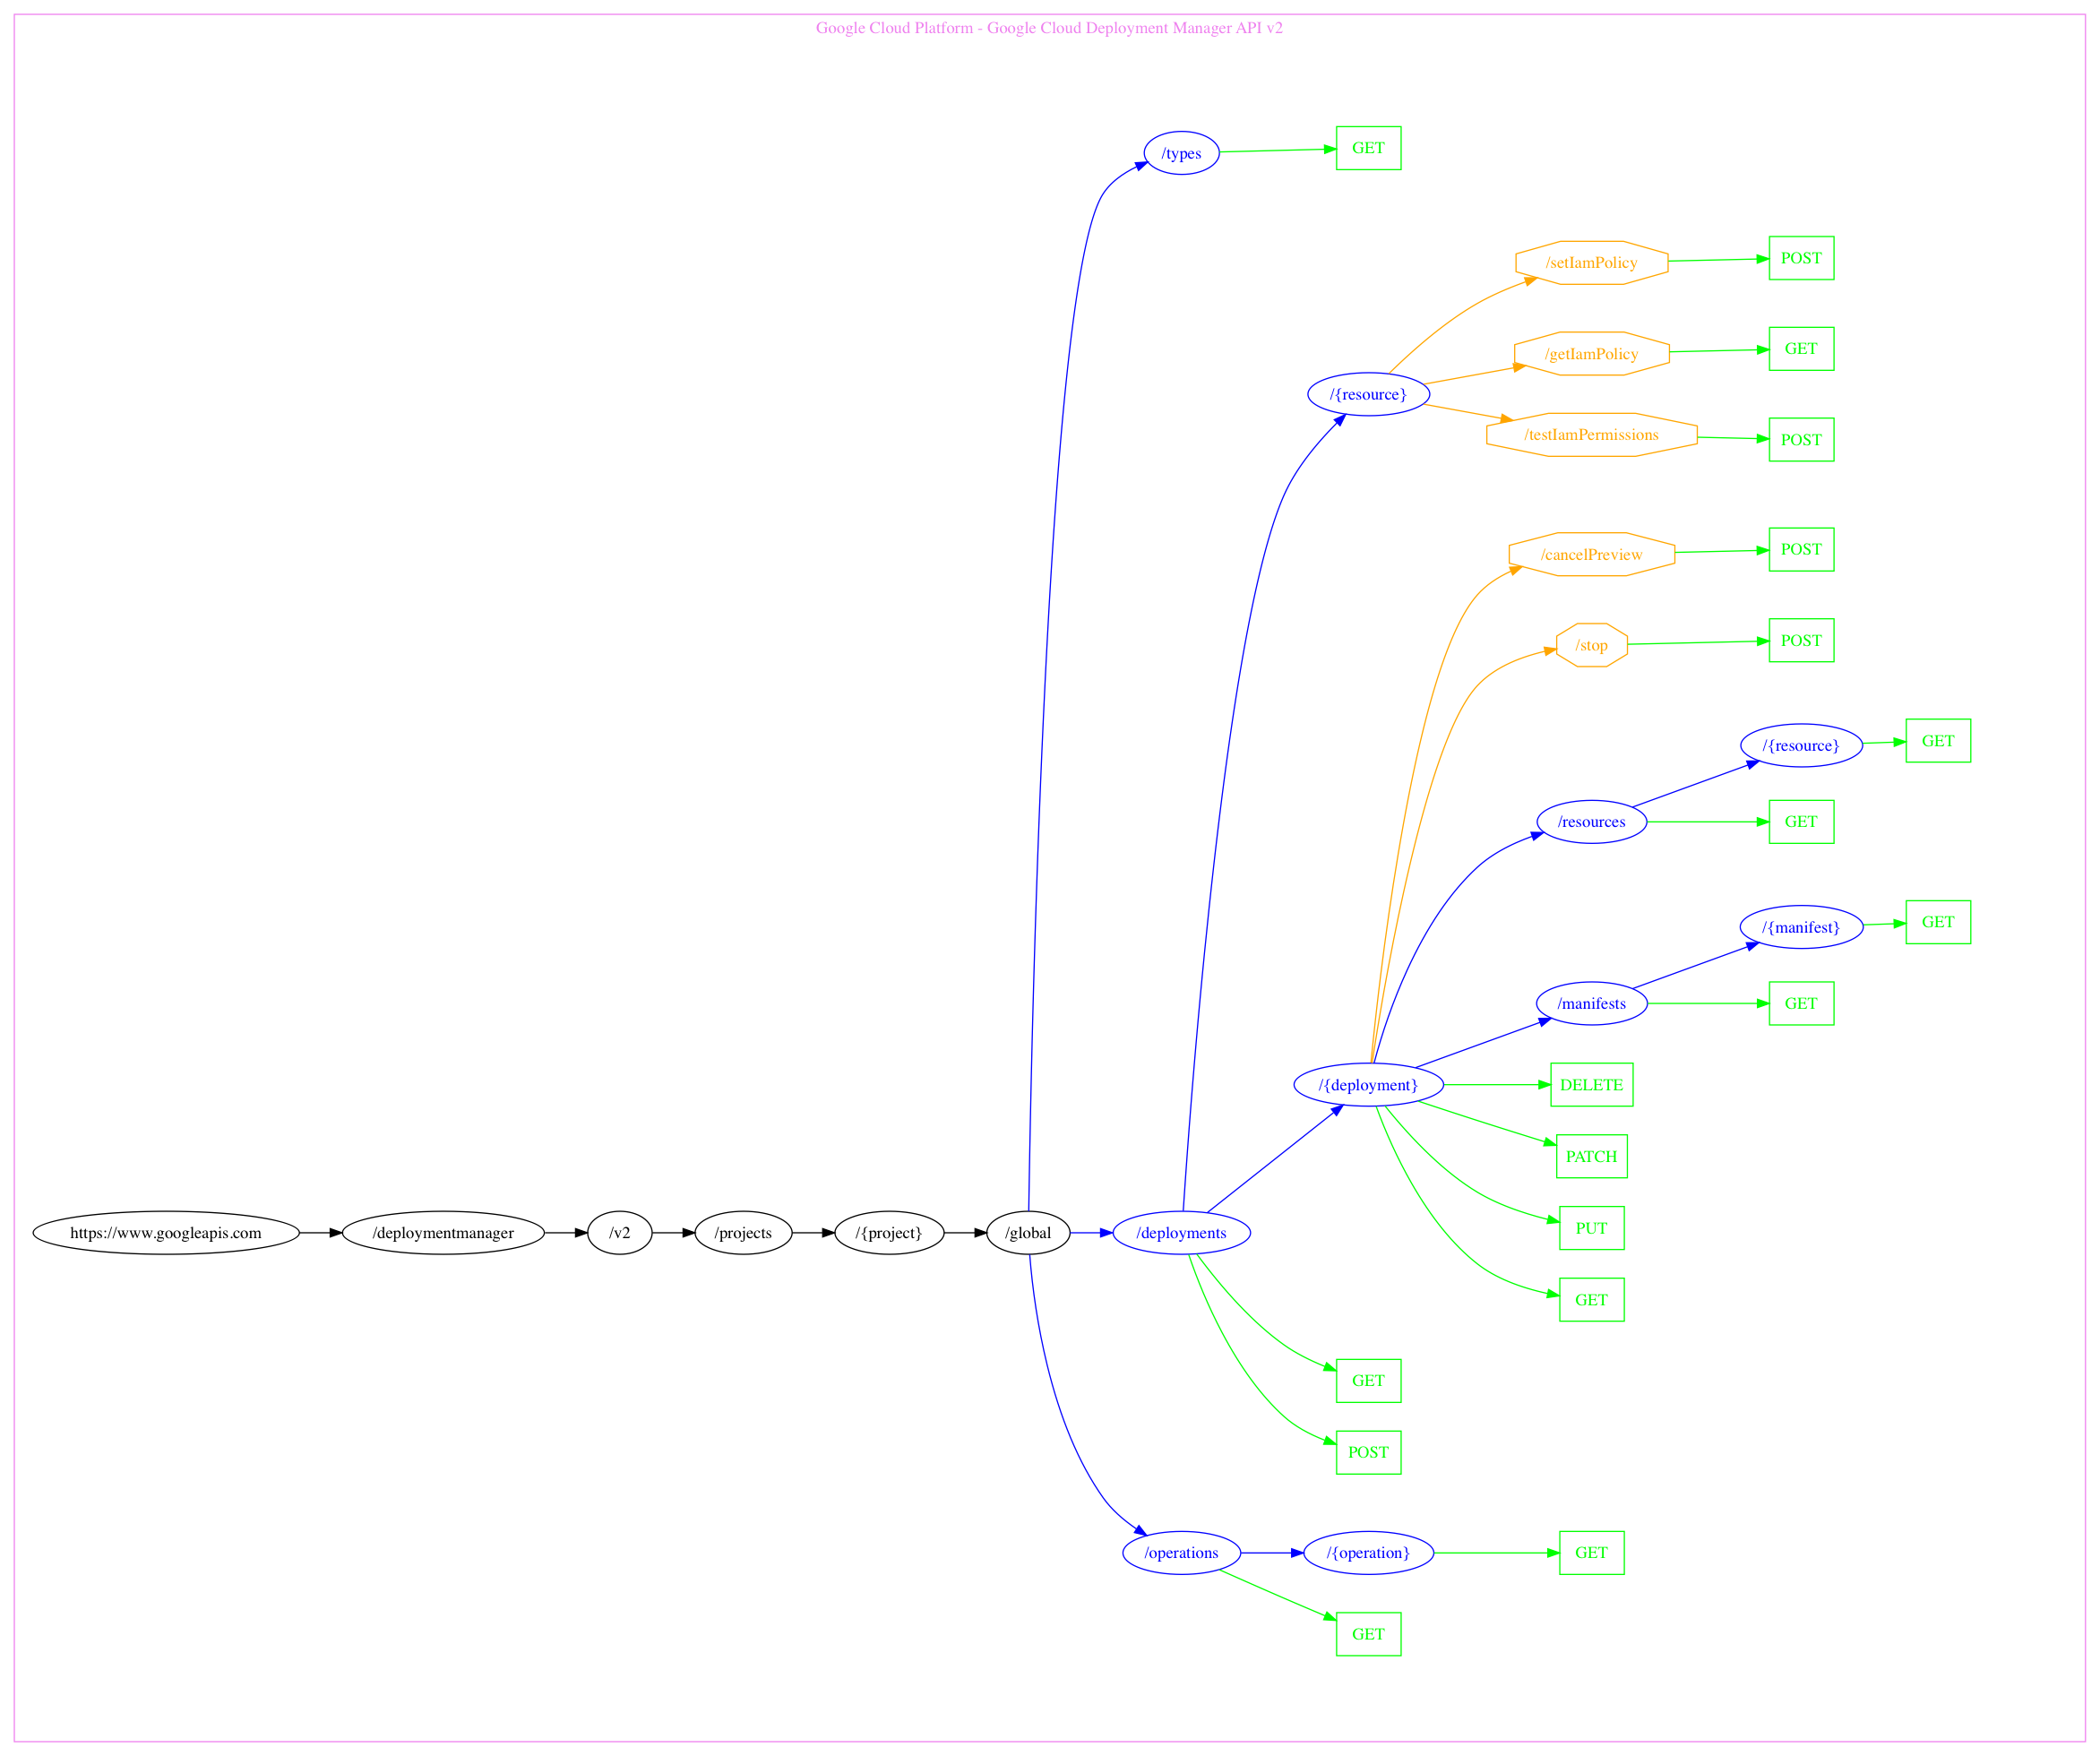 Google Cloud Platform - Google Cloud Deployment Manager API v2
/types
GET
/setIamPolicy
POST
/getIamPolicy
GET
/{resource}
/testIamPermissions
POST
/cancelPreview
POST
/stop
POST
/{resource}
GET
/resources
GET
/{manifest}
GET
/manifests
GET
/{deployment}
DELETE
PATCH
PUT
GET
https://www.googleapis.com
/deploymentmanager
/v2
/projects
/{project}
/global
/deployments
GET
POST
/operations
/{operation}
GET
GET